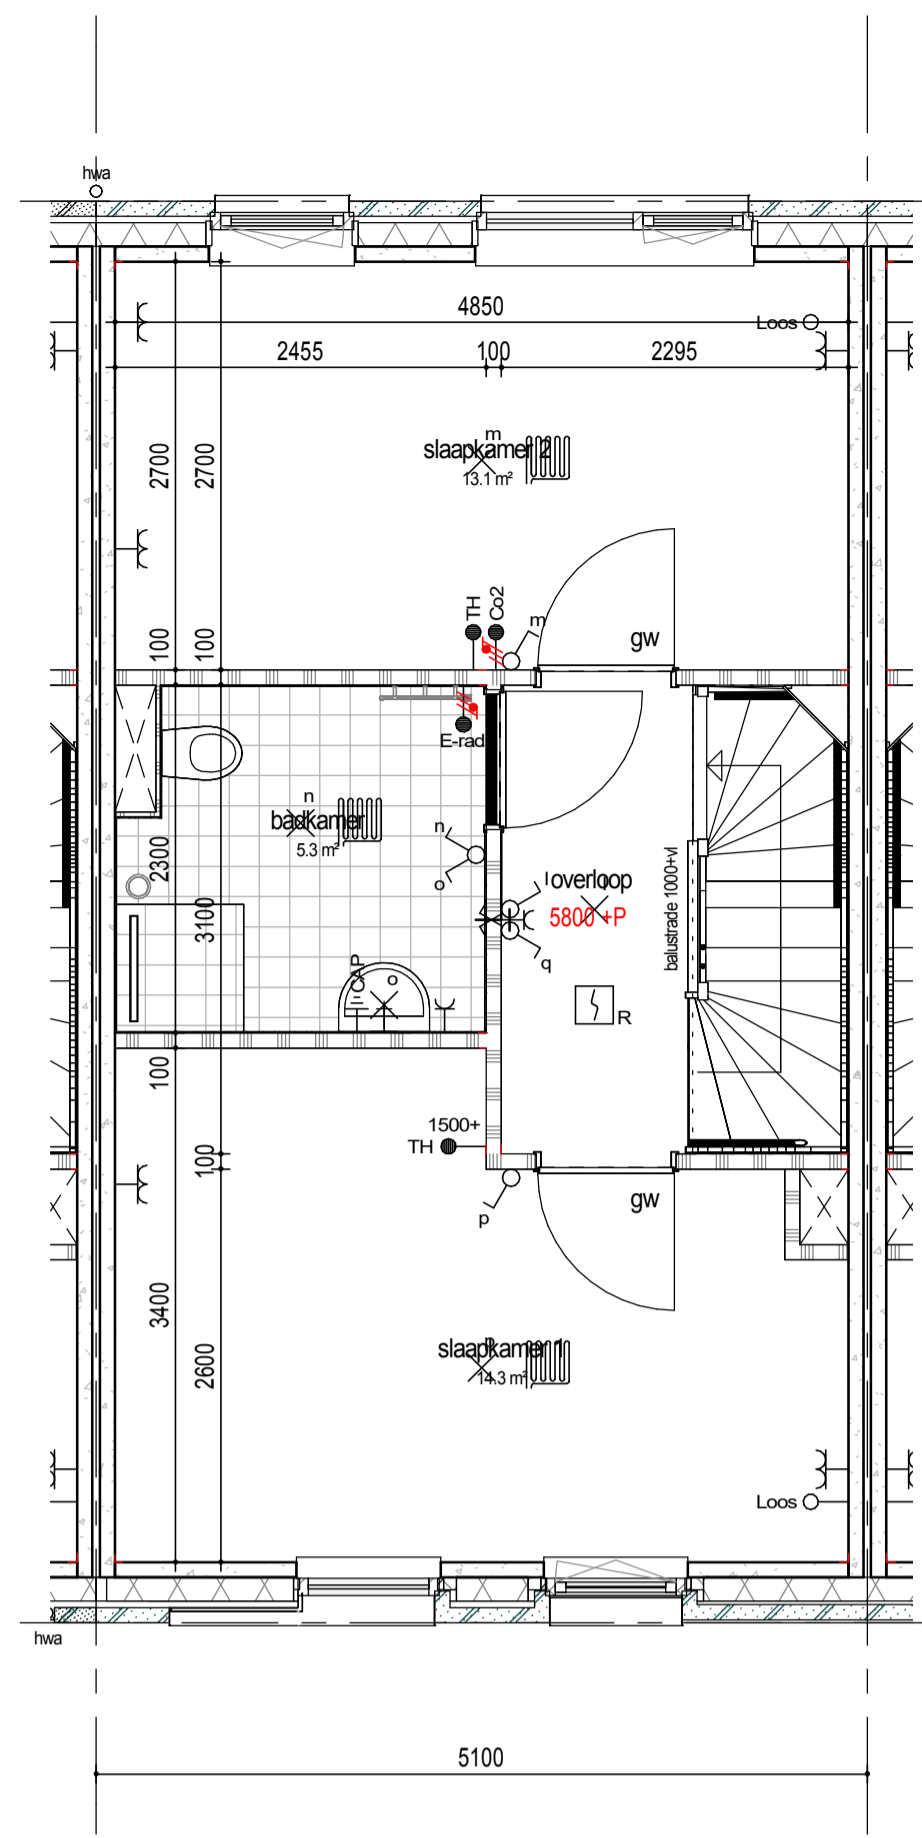 hwa
4850
Loos
2455 100 2295
m
slaapkamer 2
13.1 m²
2700
2700
TH
Co2
m
gw
100
100
E-rad
n
badkamer
5.3 m²
n
o
2300
3100
l
overloop
5800 +P
q
balustrade 1000+vl
CAP
o
R
100
1500+
TH
100
p
gw
3400
2600
slaapkamer 1
14.3 m²
Loos
hwa
5100